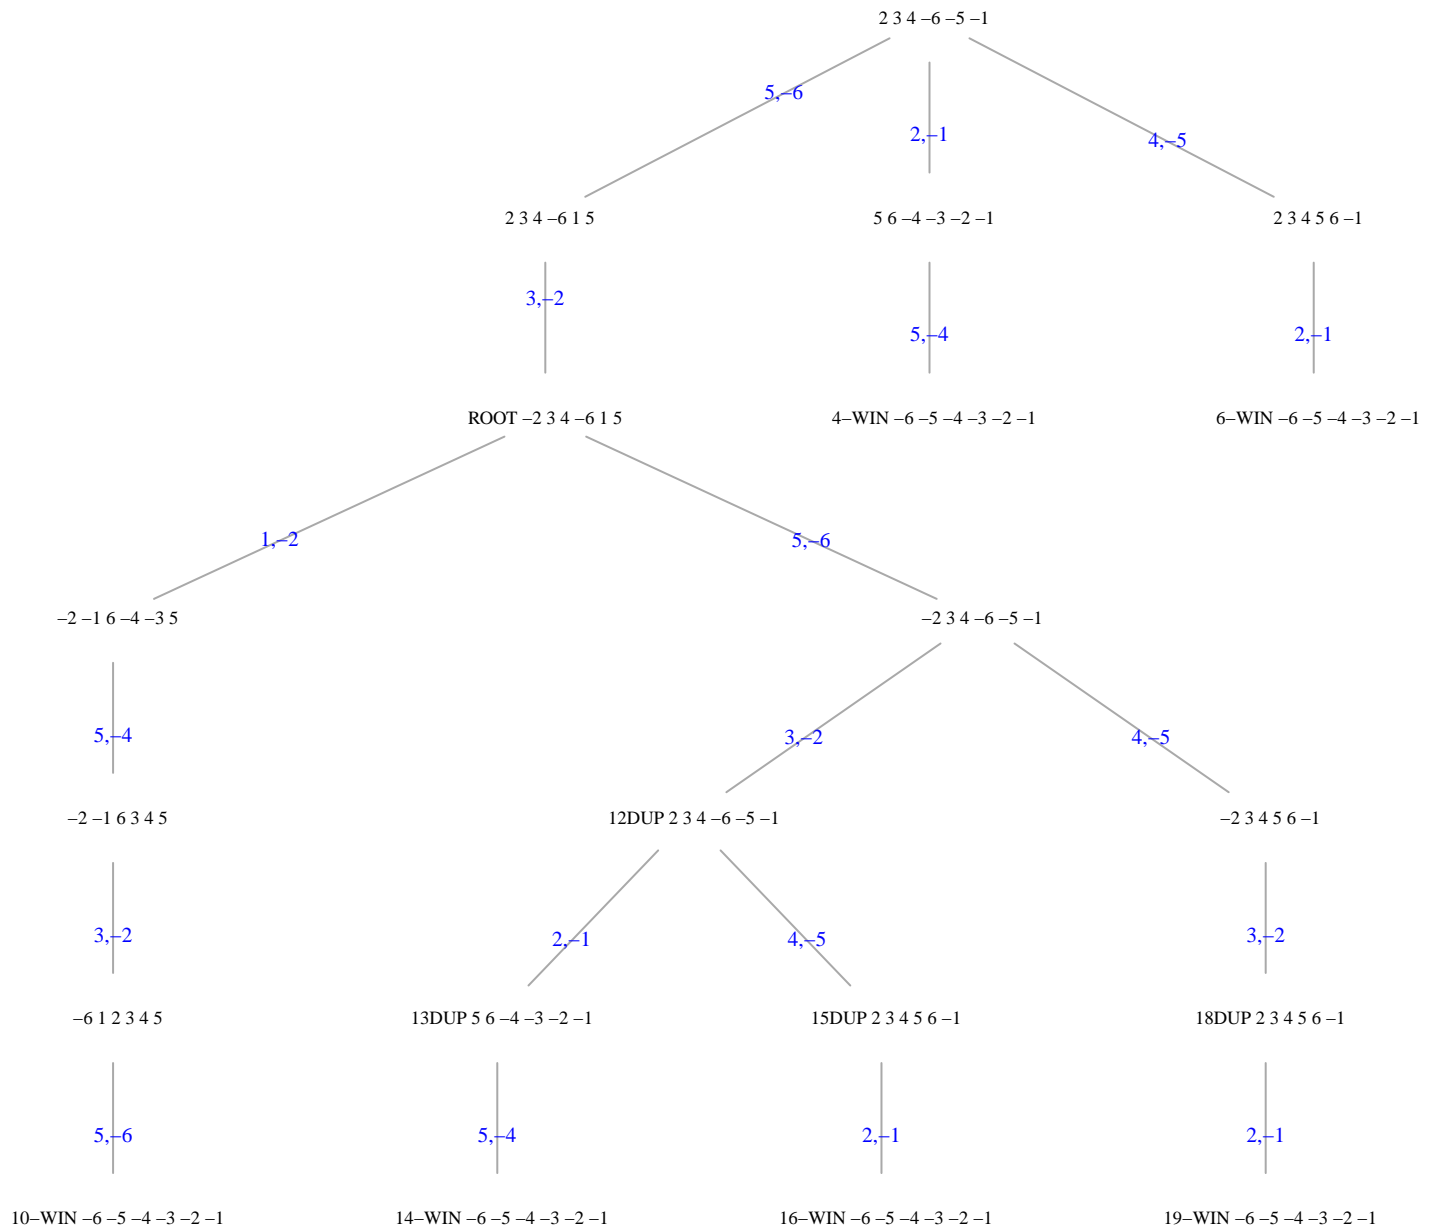 2 3 4 –6 –5 –1
5,–6
2,–1
4,–5
2 3 4 –6 1 5
5 6 –4 –3 –2 –1
2 3 4 5 6 –1
3,–2
5,–4
2,–1
ROOT –2 3 4 –6 1 5
4–WIN –6 –5 –4 –3 –2 –1
6–WIN –6 –5 –4 –3 –2 –1
1,–2
5,–6
–2 –1 6 –4 –3 5
–2 3 4 –6 –5 –1
5,–4
3,–2
4,–5
–2 –1 6 3 4 5
12DUP 2 3 4 –6 –5 –1
–2 3 4 5 6 –1
3,–2
2,–1
4,–5
3,–2
–6 1 2 3 4 5
13DUP 5 6 –4 –3 –2 –1
15DUP 2 3 4 5 6 –1
18DUP 2 3 4 5 6 –1
5,–6
5,–4
2,–1
2,–1
10–WIN –6 –5 –4 –3 –2 –1
14–WIN –6 –5 –4 –3 –2 –1
16–WIN –6 –5 –4 –3 –2 –1
19–WIN –6 –5 –4 –3 –2 –1